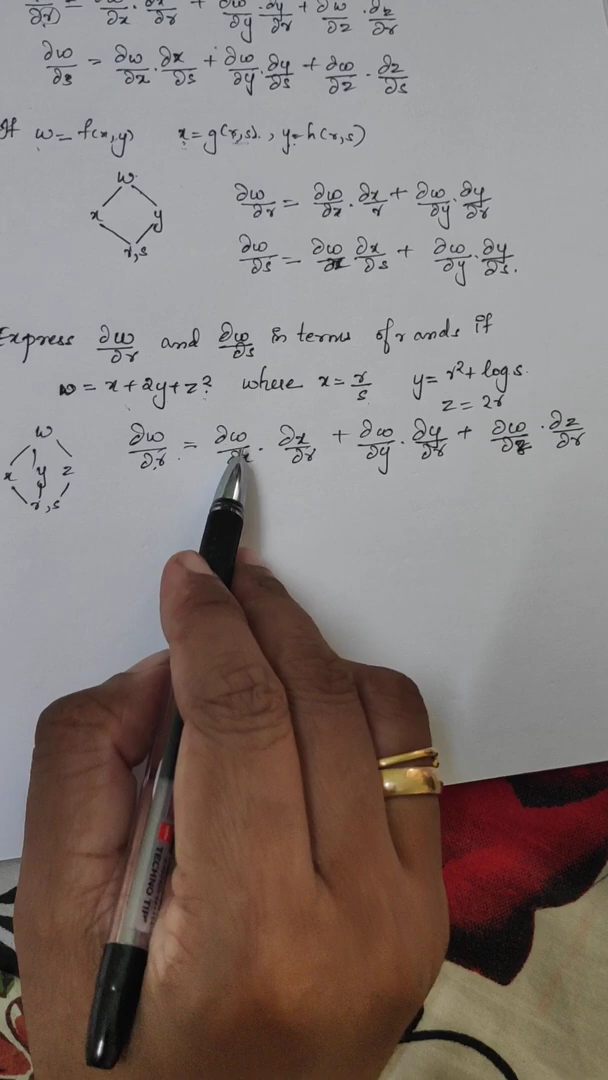 ∂w/∂r = ∂w/∂x · ∂x/∂r + ∂w/∂y · ∂y/∂r + ∂w/∂z · ∂z/∂r
∂w/∂s = ∂w/∂x · ∂x/∂s + ∂w/∂y · ∂y/∂s + ∂w/∂z · ∂z/∂s
If w = f(x,y) x = g(r,s), y = h(r,s)
w
x y
r,s
∂w/∂r = ∂w/∂x · ∂x/r + ∂w/∂y · ∂y/∂r
∂w/∂s = ∂w/∂x ∂x/∂s + ∂w/∂y · ∂y/∂s.
Express ∂w/∂r and ∂w/∂s in terms of r and s if
w = x + 2y + z² where x = r/s y = r² + log s.
z = 2r
w
x y z
r,s
∂w/∂r = ∂w/∂x · ∂x/∂r + ∂w/∂y · ∂y/∂r + ∂w/∂z · ∂z/∂r
TECHNO TIP